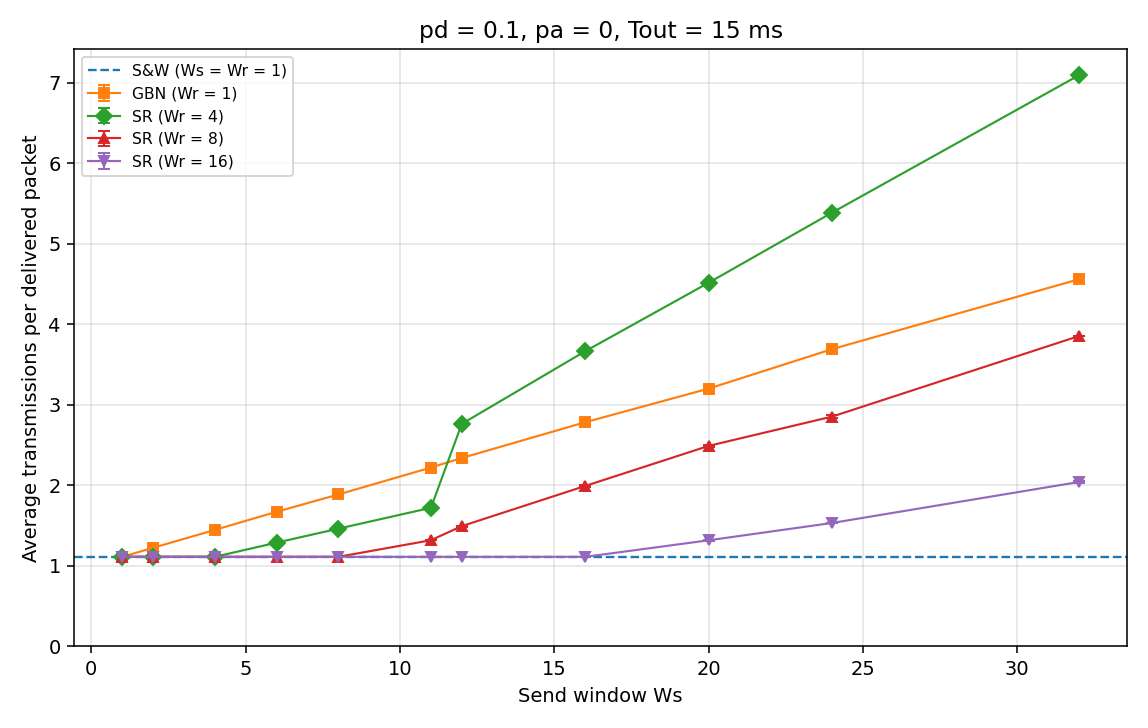 pd = 0.1, pa = 0, Tout = 15 ms
S&W (Ws = Wr = 1)
GBN (Wr = 1)
SR (Wr = 4)
SR (Wr = 8)
SR (Wr = 16)
Average transmissions per delivered packet
7
6
5
4
3
2
1
0
0 5 10 15 20 25 30
Send window Ws